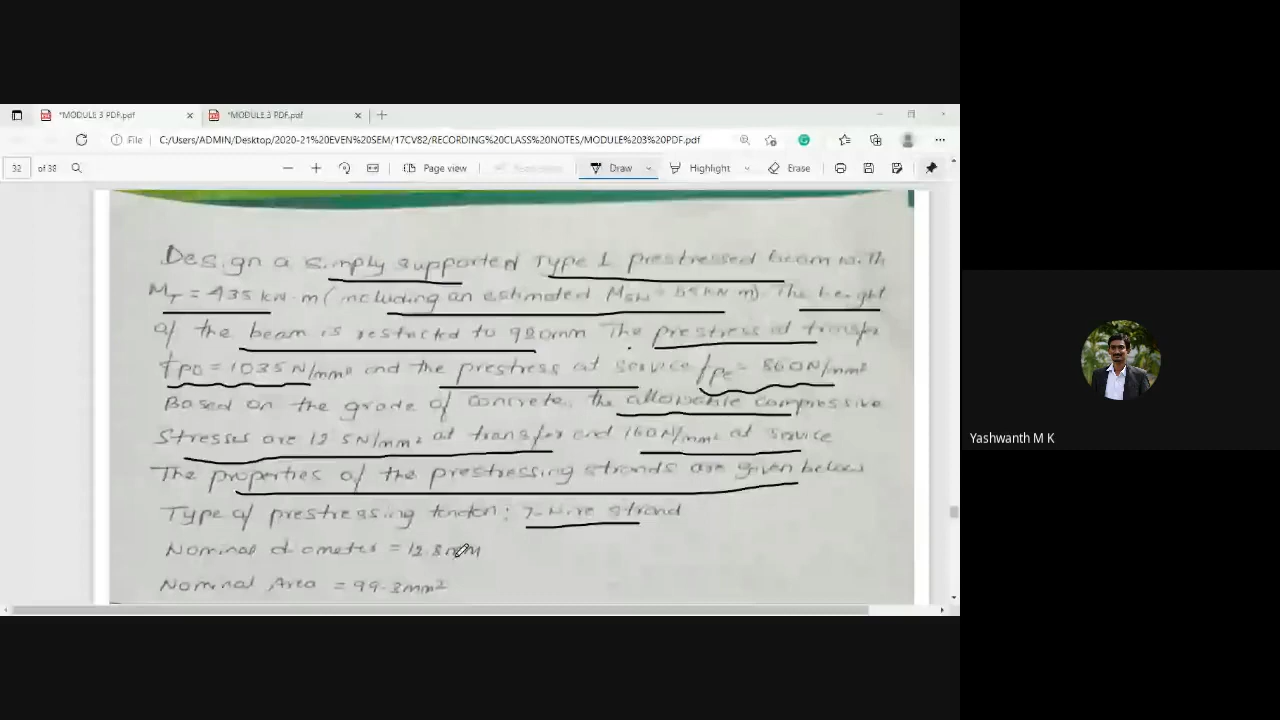 *MODULE 3 PDF.pdf
*MODULE 3 PDF.pdf
File C:/Users/ADMIN/Desktop/2020-21%20EVEN%20SEM/17CV82/RECORDING%20CLASS%20NOTES/MODULE%203%20PDF.pdf
32 of 38 Page view Draw Highlight Erase
Design a simply supported Type 1 prestressed beam with
MT = 435 kN-m (including an estimated MSW = 55 kN m). The height
of the beam is restricted to 920mm The prestress at transfer
fpo = 1035 N/mm² and the prestress at service fpe = 860 N/mm²
Based on the grade of concrete, the allowable compressive
Stresses are 12.5N/mm² at transfer and N/mm² at service
The properties of the prestressing strands are given below
Type of prestressing tendon: 7-Wire strand
Nominal diameter = 12.8mm
Nominal Area = 99.3mm²
Yashwanth M K